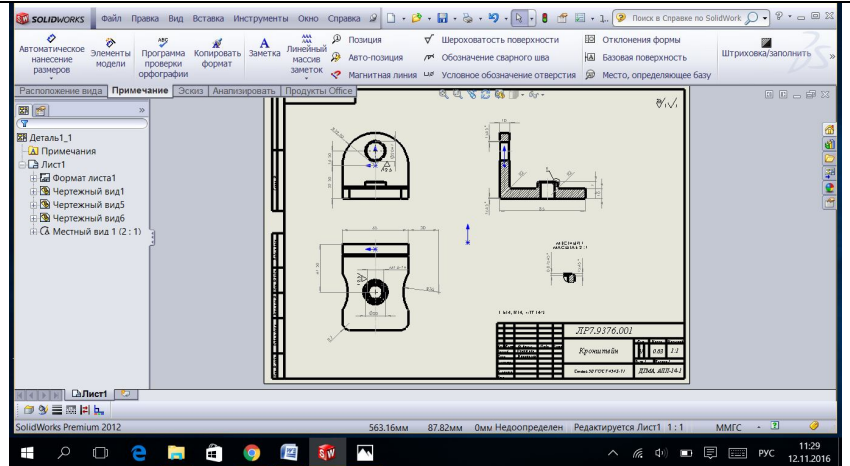 SOLIDWORKS Файл Правка Вид Вставка Инструменты Окно Справка
Поиск в Справке по SolidWork
Автоматическое нанесение размеров
Элементы модели
Программа проверки орфографии
Копировать формат
Заметка
Линейный массив заметок
Позиция
Авто-позиция
Магнитная линия
Шероховатость поверхности
Обозначение сварного шва
Условное обозначение отверстия
Отклонения формы
Базовая поверхность
Место, определяющее базу
Штриховка/заполнить
Расположение вида Примечание Эскиз Анализировать Продукты Office
Деталь1_1
Примечания
Лист1
Формат листа1
Чертежный вид1
Чертежный вид5
Чертежный вид6
Местный вид 1 (2 : 1)
ЛР7.9376.001
Кронштейн
1:1
Лист1
SolidWorks Premium 2012
563.16мм 87.82мм 0мм Недоопределен Редактируется Лист1 1 : 1 ММГС
РУС
11:29
12.11.2016